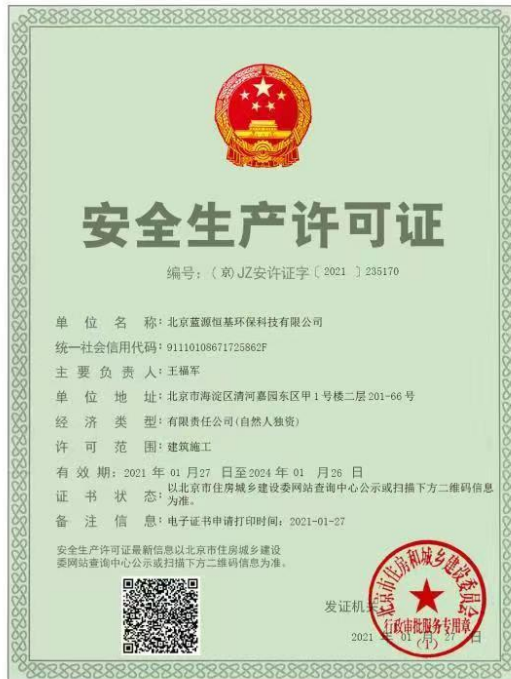 安全生产许可证
编号：（京）JZ安许证字〔2021〕235170
单位名称：北京蓝源恒基环保科技有限公司
统一社会信用代码：91110108671725862F
主要负责人：王福军
单位地址：北京市海淀区清河嘉园东区甲1号楼二层201-66号
经济类型：有限责任公司(自然人独资)
许可范围：建筑施工
有效期：2021 年 01 月27 日至2024 年 01 月26 日
证书状态：以北京市住房城乡建设委网站查询中心公示或扫描下方二维码信息
为准。
备注信息：电子证书申请打印时间：2021-01-27
安全生产许可证最新信息以北京市住房城乡建设
委网站查询中心公示或扫描下方二维码信息为准。
发证机关
北京市住房和城乡建设委员会
行政审批服务专用章
（1）
2021 年 01 月 27 日